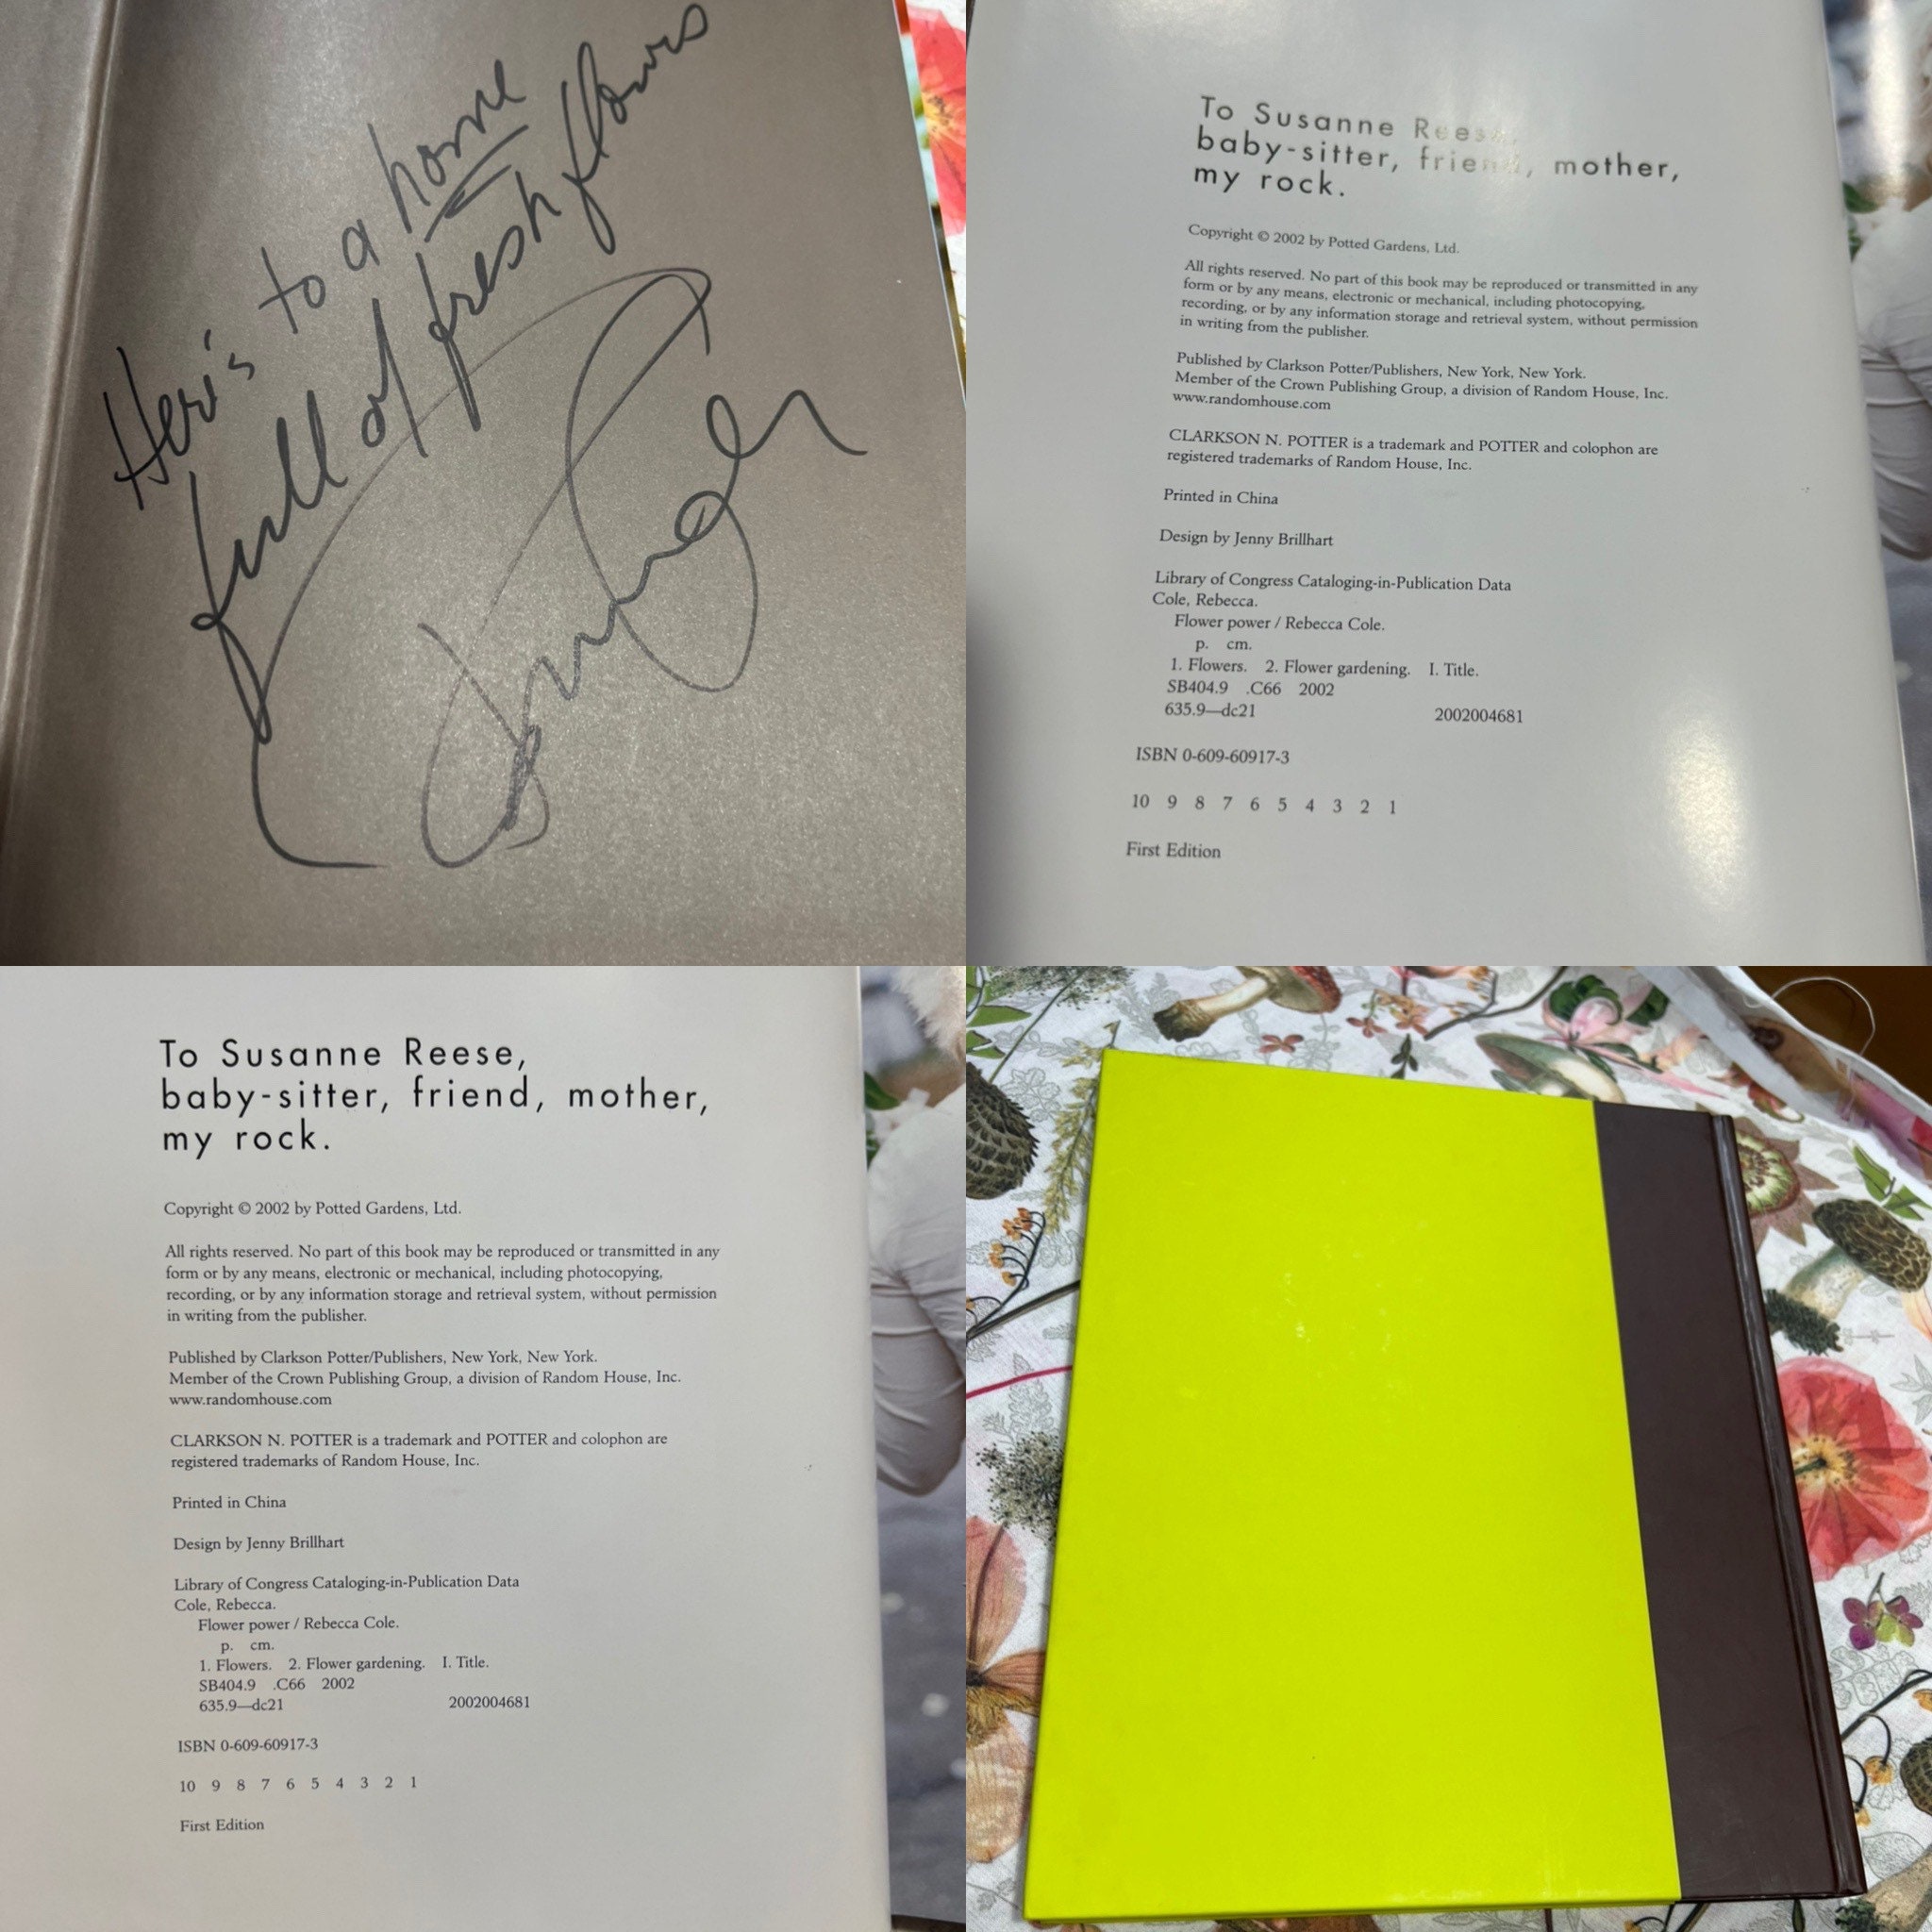 Here's to a home
full of fresh flowers
To Susanne Reese,
baby-sitter, friend, mother,
my rock.
Copyright © 2002 by Potted Gardens, Ltd.
All rights reserved. No part of this book may be reproduced or transmitted in any
form or by any means, electronic or mechanical, including photocopying,
recording, or by any information storage and retrieval system, without permission
in writing from the publisher.
Published by Clarkson Potter/Publishers, New York, New York.
Member of the Crown Publishing Group, a division of Random House, Inc.
www.randomhouse.com
CLARKSON N. POTTER is a trademark and POTTER and colophon are
registered trademarks of Random House, Inc.
Printed in China
Design by Jenny Brillhart
Library of Congress Cataloging-in-Publication Data
Cole, Rebecca.
Flower power / Rebecca Cole.
p. cm.
1. Flowers. 2. Flower gardening. I. Title.
SB404.9 .C66 2002
635.9—dc21 2002004681
ISBN 0-609-60917-3
10 9 8 7 6 5 4 3 2 1
First Edition
To Susanne Reese,
baby-sitter, friend, mother,
my rock.
Copyright © 2002 by Potted Gardens, Ltd.
All rights reserved. No part of this book may be reproduced or transmitted in any
form or by any means, electronic or mechanical, including photocopying,
recording, or by any information storage and retrieval system, without permission
in writing from the publisher.
Published by Clarkson Potter/Publishers, New York, New York.
Member of the Crown Publishing Group, a division of Random House, Inc.
www.randomhouse.com
CLARKSON N. POTTER is a trademark and POTTER and colophon are
registered trademarks of Random House, Inc.
Printed in China
Design by Jenny Brillhart
Library of Congress Cataloging-in-Publication Data
Cole, Rebecca.
Flower power / Rebecca Cole.
p. cm.
1. Flowers. 2. Flower gardening. I. Title.
SB404.9 .C66 2002
635.9—dc21 2002004681
ISBN 0-609-60917-3
10 9 8 7 6 5 4 3 2 1
First Edition